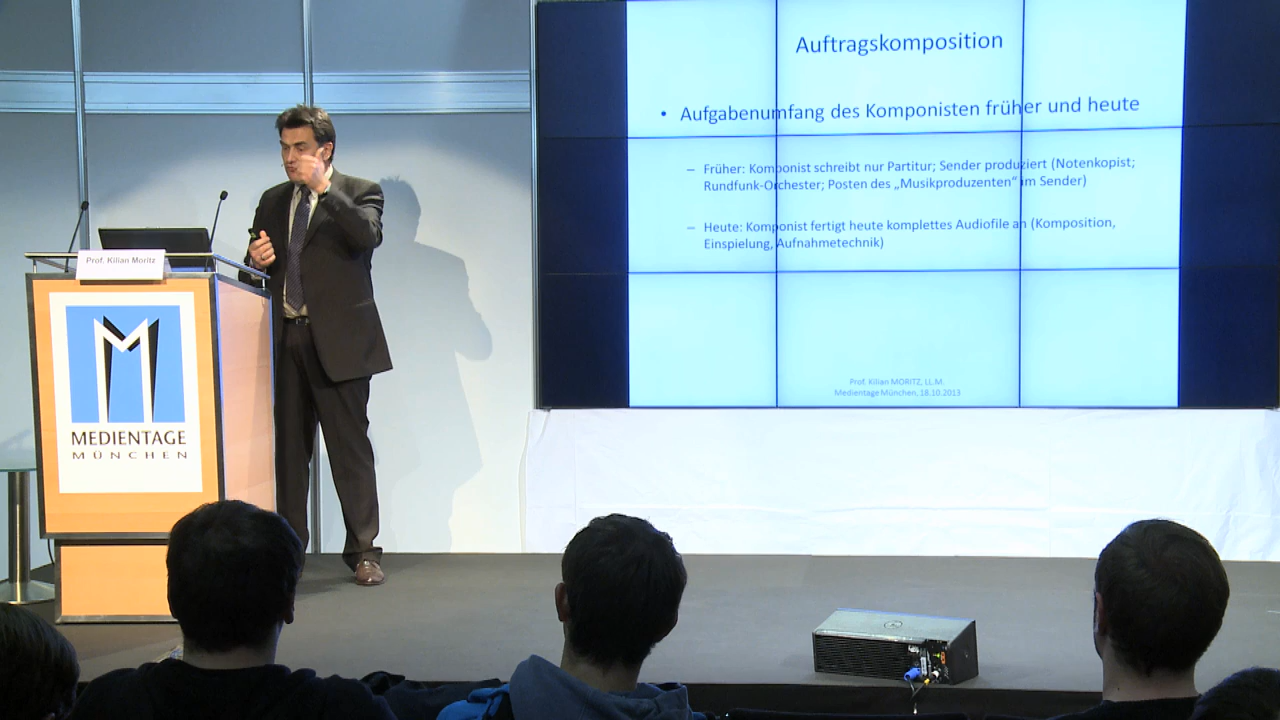 Auftragskomposition
• Aufgabenumfang des Komponisten früher und heute
– Früher: Komponist schreibt nur Partitur; Sender produziert (Notenkopist;
Rundfunk-Orchester; Posten des „Musikproduzenten“ im Sender)
– Heute: Komponist fertigt heute komplettes Audiofile an (Komposition,
Einspielung, Aufnahmetechnik)
Prof. Kilian MORITZ, LL.M.
Medientage München, 18.10.2013
Prof. Kilian Moritz
M
MEDIENTAGE
MÜNCHEN